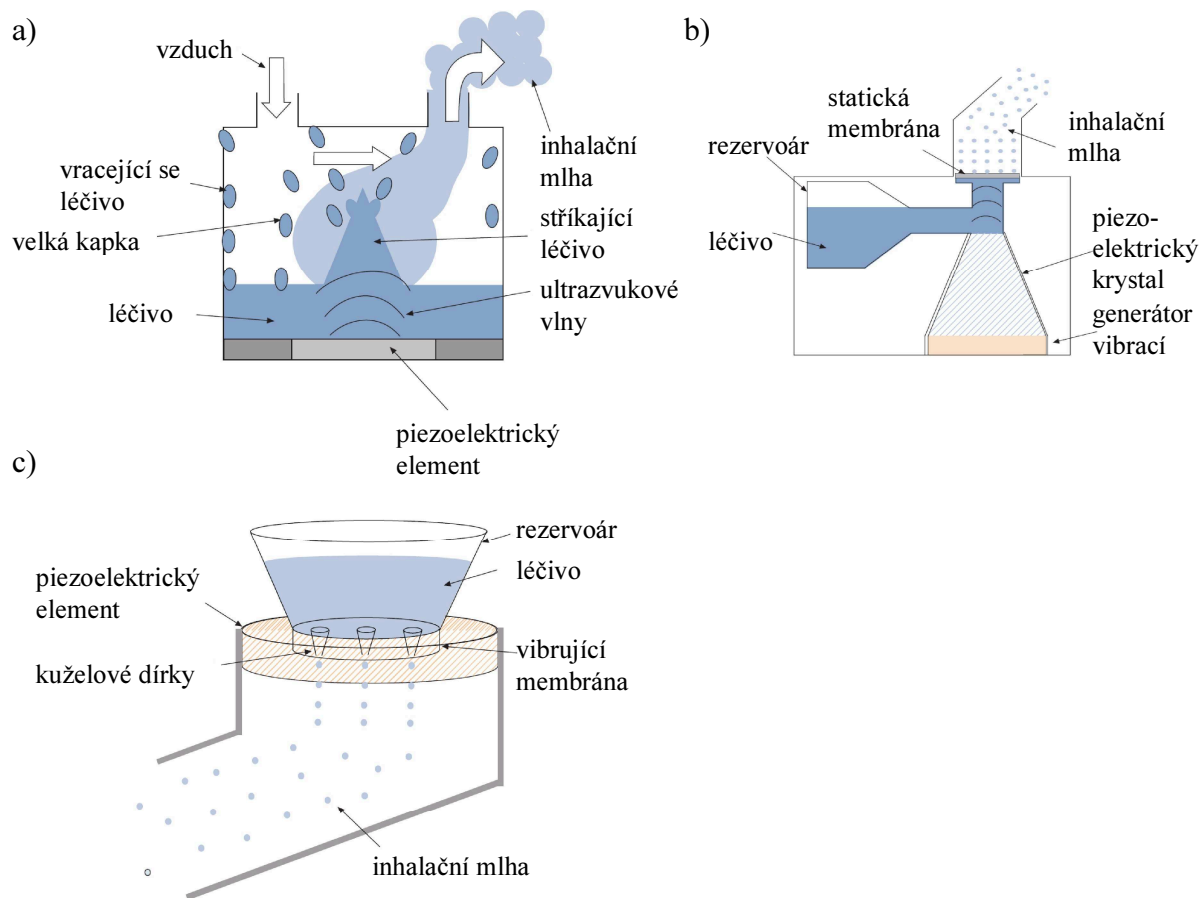 a)
vzduch
vracející se
léčivo
velká kapka
léčivo
inhalační
mlha
stříkající
léčivo
ultrazvukové
vlny
piezoelektrický
element
b)
statická
membrána
rezervoár
léčivo
inhalační
mlha
piezo-
elektrický
krystal
generátor
vibrací
c)
piezoelektrický
element
kuželové dírky
rezervoár
léčivo
vibrující
membrána
inhalační mlha